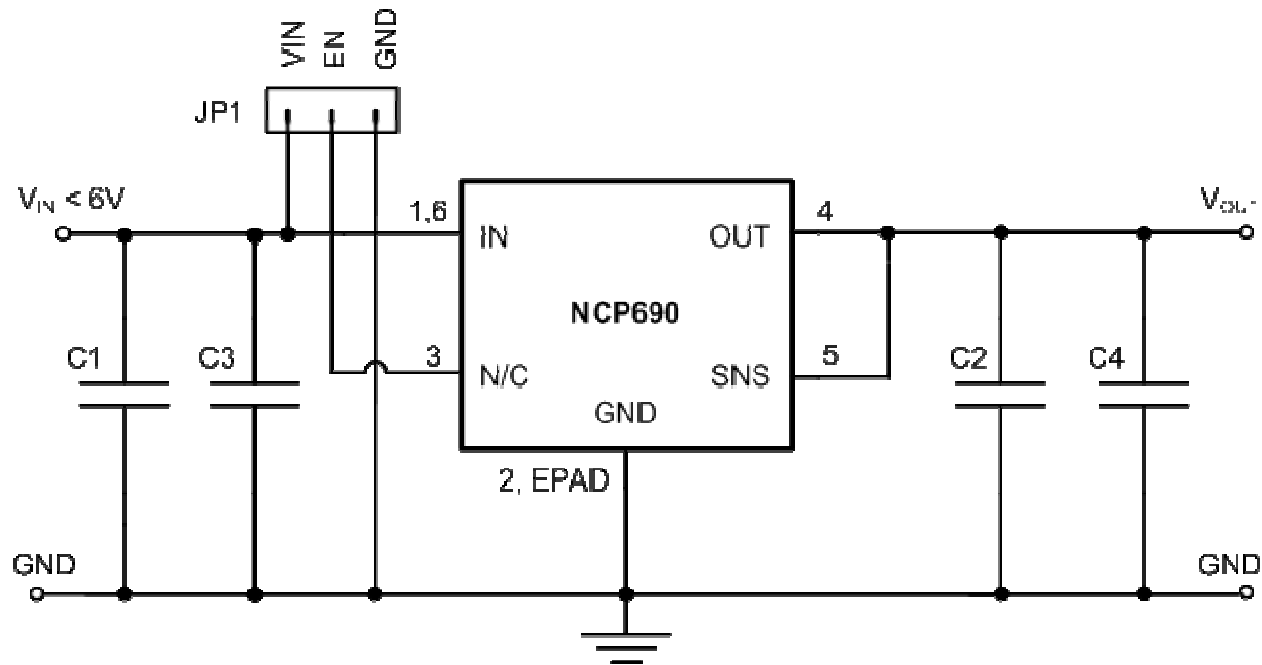 VIN
EN
GND
JP1
VIN < 6V
1,6
IN
OUT
4
NCP690
C1
C3
3
N/C
SNS
5
C2
C4
GND
2, EPAD
GND
GND